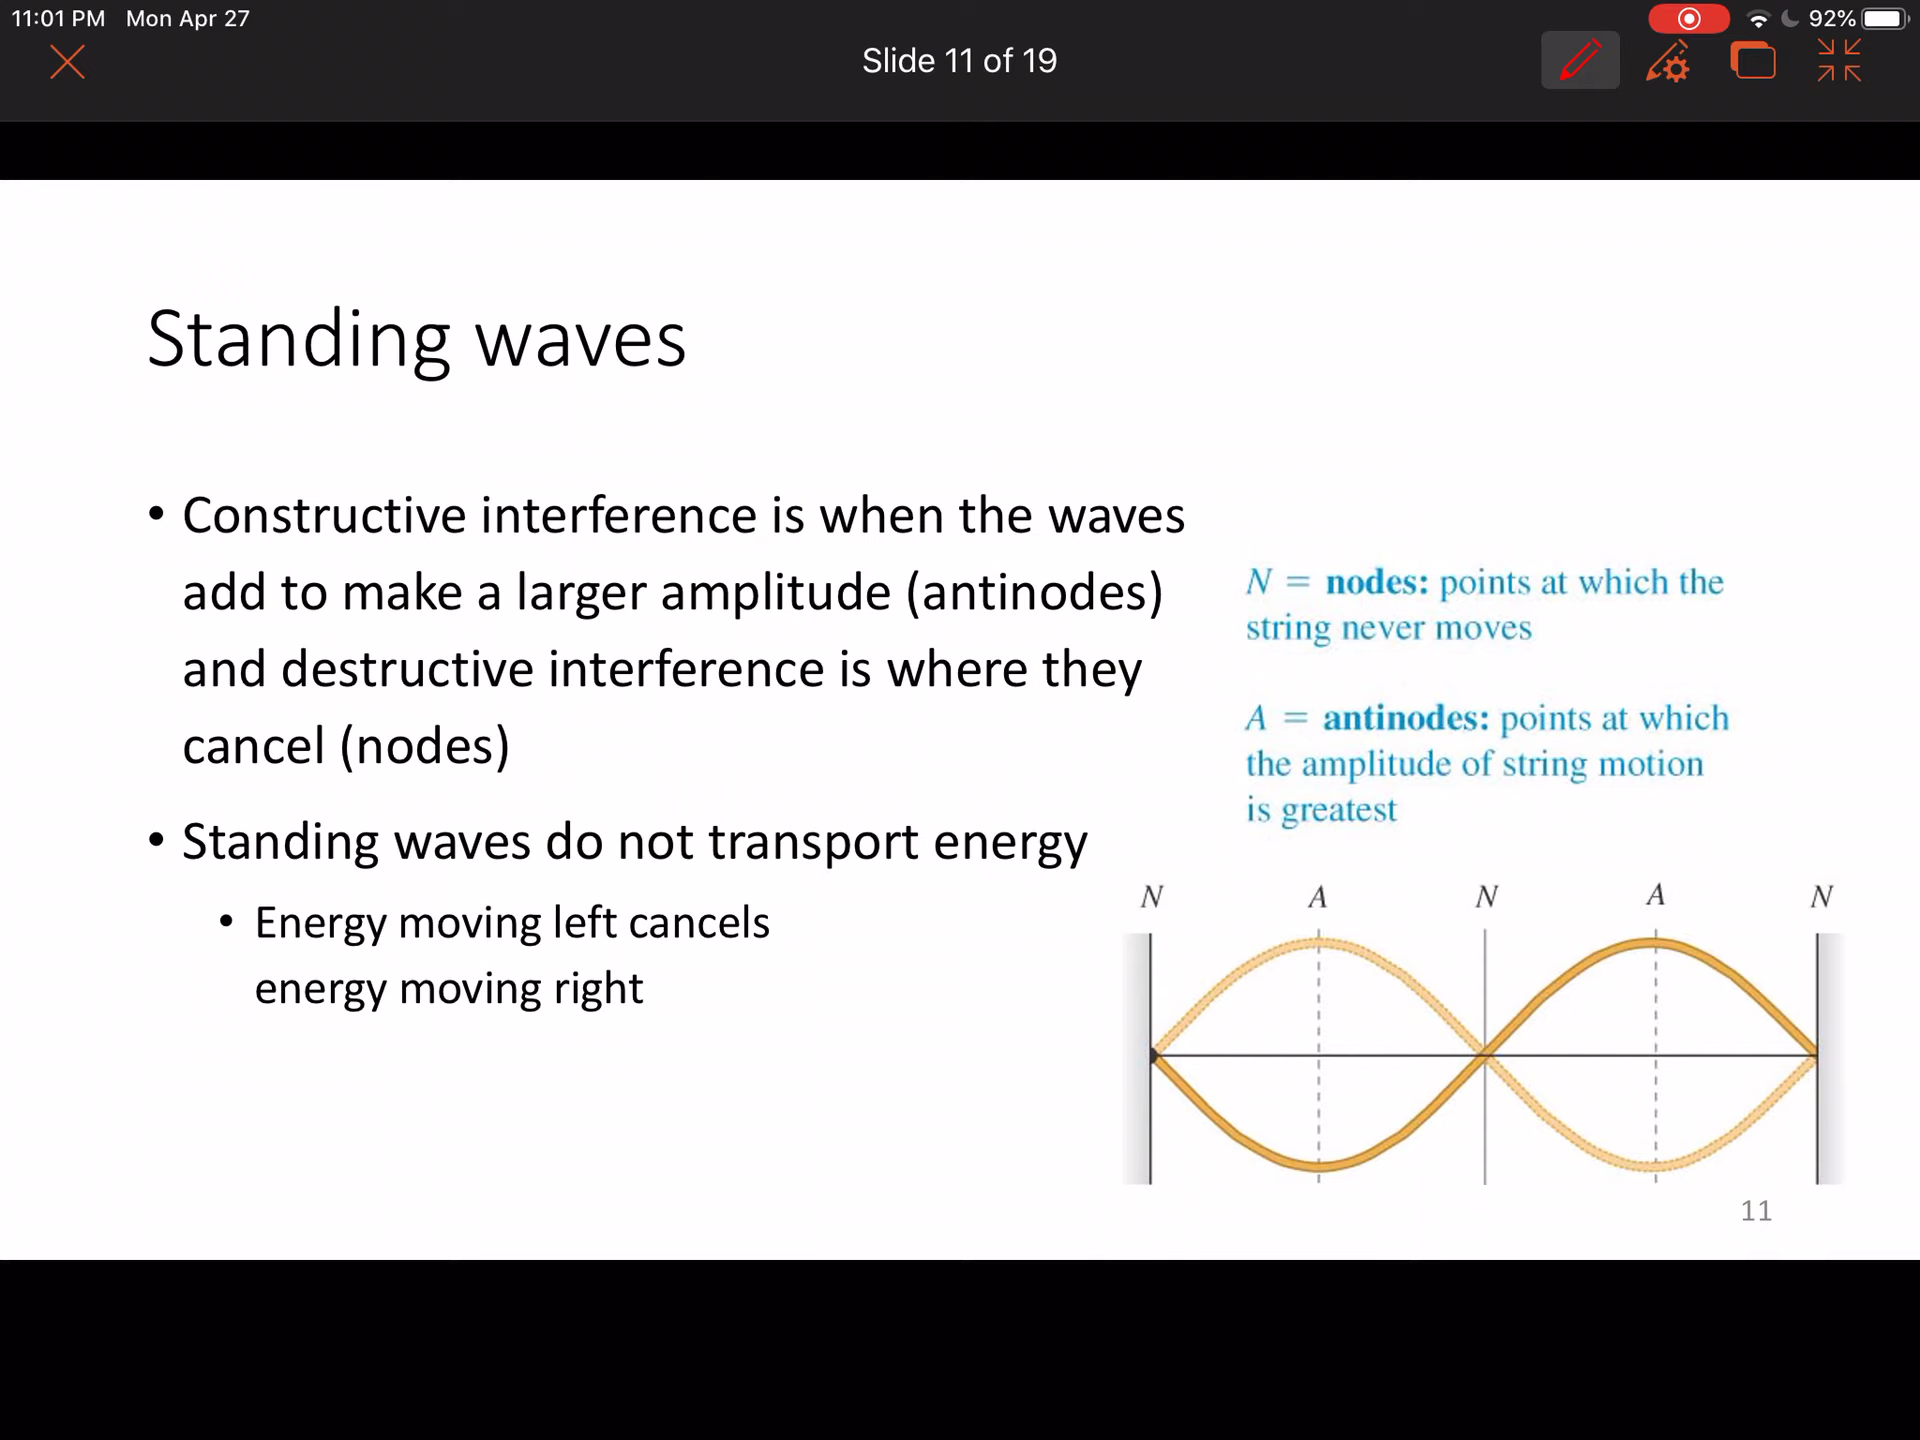 11:01 PM Mon Apr 27
92%
Slide 11 of 19
Standing waves
• Constructive interference is when the waves
add to make a larger amplitude (antinodes)
and destructive interference is where they
cancel (nodes)
• Standing waves do not transport energy
• Energy moving left cancels
energy moving right
N = nodes: points at which the
string never moves
A = antinodes: points at which
the amplitude of string motion
is greatest
N A N A N
11